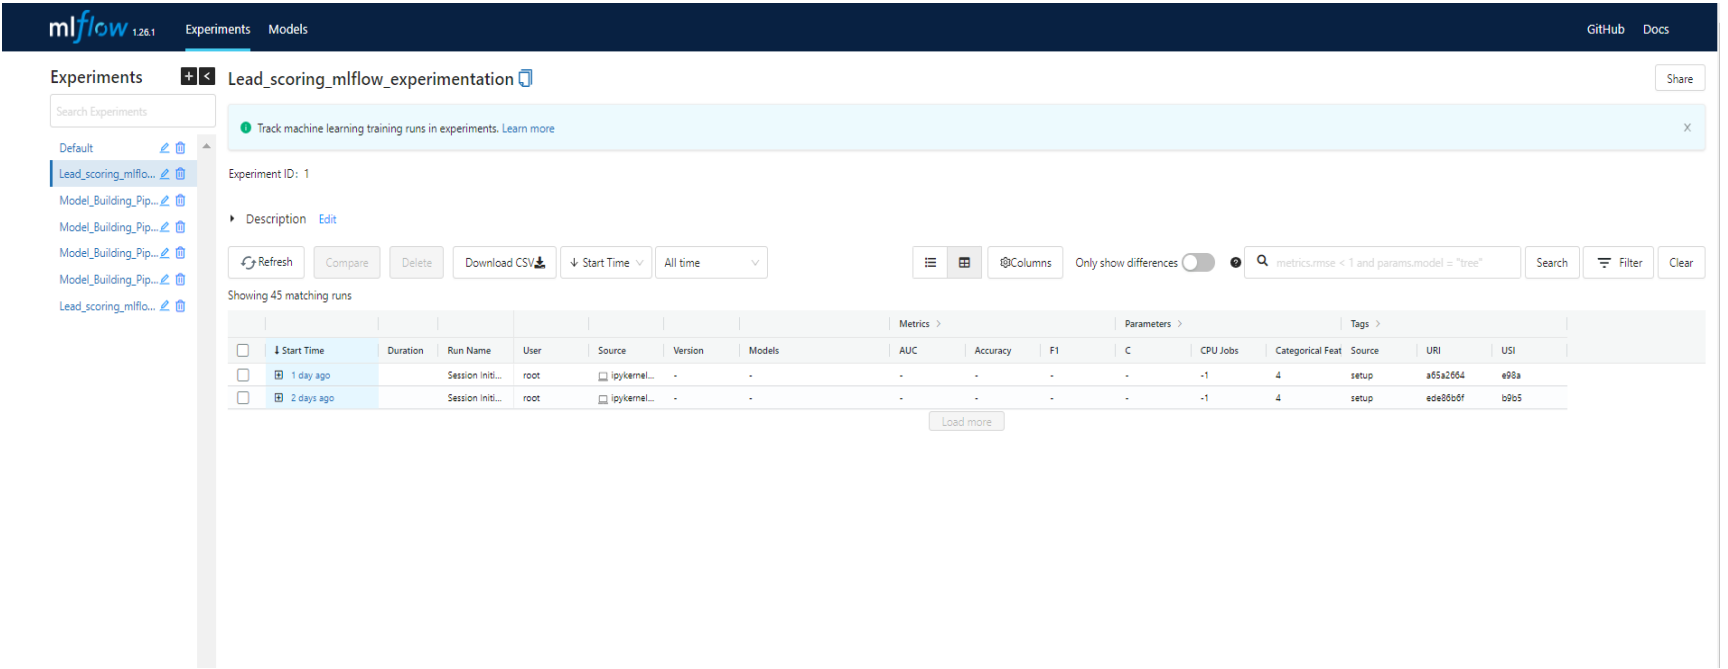 mlflow 1.26.1 Experiments Models GitHub Docs
Experiments + <
Search Experiments
Default
Lead_scoring_mlflo...
Model_Building_Pip...
Model_Building_Pip...
Model_Building_Pip...
Model_Building_Pip...
Lead_scoring_mlflo...
Lead_scoring_mlflow_experimentation Share
Track machine learning training runs in experiments. Learn more X
Experiment ID: 1
Description Edit
Refresh Compare Delete Download CSV Start Time All time Columns Only show differences metrics.rmse < 1 and params.model = "tree" Search Filter Clear
Showing 45 matching runs
Metrics > Parameters > Tags >
Start Time Duration Run Name User Source Version Models AUC Accuracy F1 C CPU Jobs Categorical Feat Source URI USI
1 day ago Session Initi... root ipykernel... - - - - - - -1 4 setup a65a2664 e98a
2 days ago Session Initi... root ipykernel... - - - - - - -1 4 setup ede86b6f b9b5
Load more